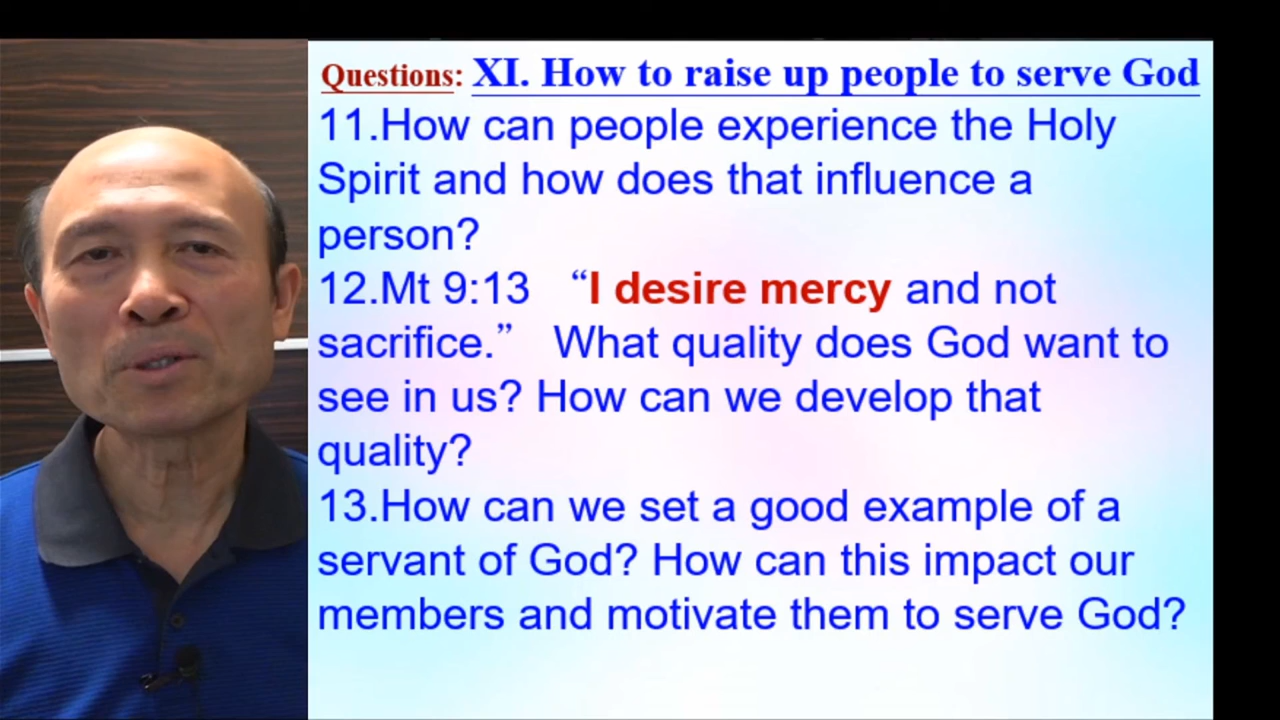 Questions: XI. How to raise up people to serve God
11.How can people experience the Holy
Spirit and how does that influence a
person?
12.Mt 9:13 “I desire mercy and not
sacrifice.” What quality does God want to
see in us? How can we develop that
quality?
13.How can we set a good example of a
servant of God? How can this impact our
members and motivate them to serve God?